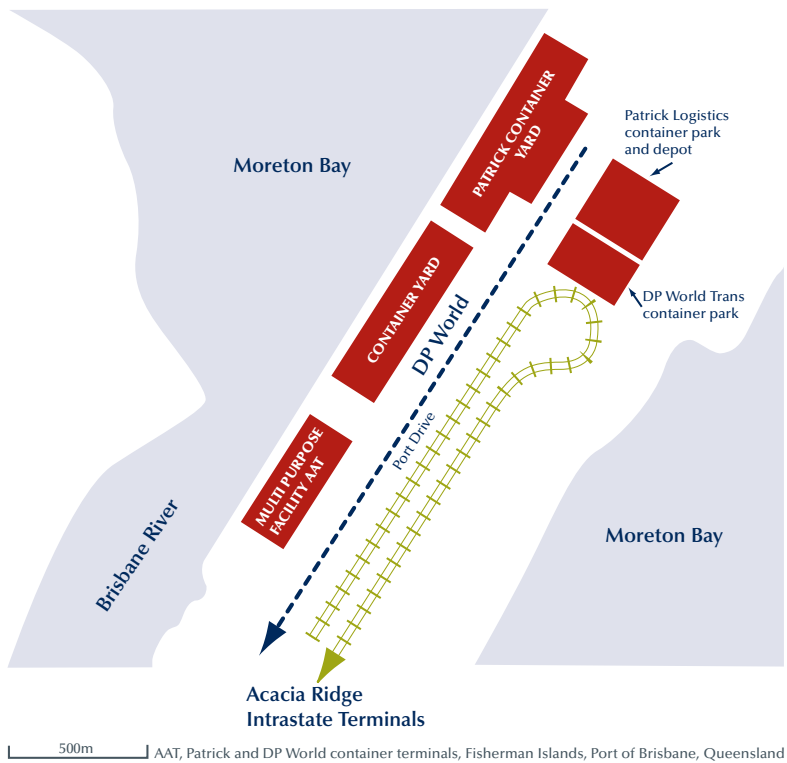 PATRICK CONTAINER
YARD
Patrick Logistics
container park
and depot
Moreton Bay
CONTAINER YARD
DP World
DP World Trans
container park
MULTI PURPOSE
FACILITY AAT
Port Drive
Brisbane River
Moreton Bay
Acacia Ridge
Intrastate Terminals
500m
AAT, Patrick and DP World container terminals, Fisherman Islands, Port of Brisbane, Queensland